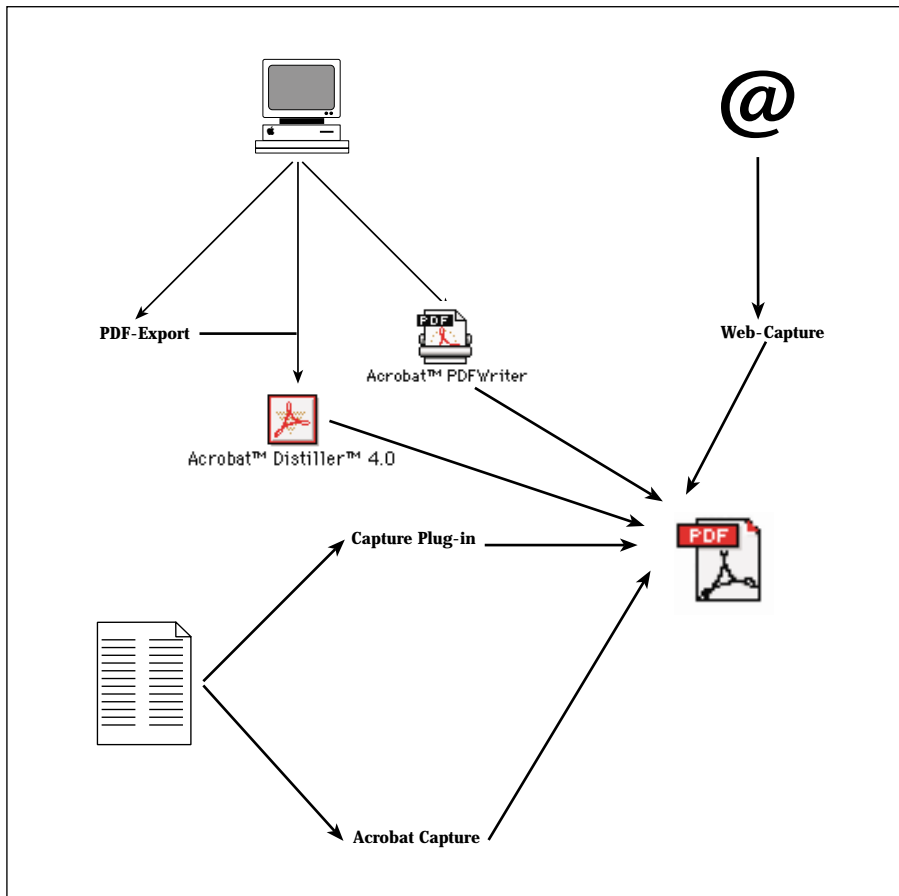 @
PDF-Export
Web-Capture
PDF
Acrobat™ PDFWriter
Acrobat™ Distiller™ 4.0
Capture Plug-in
PDF
Acrobat Capture